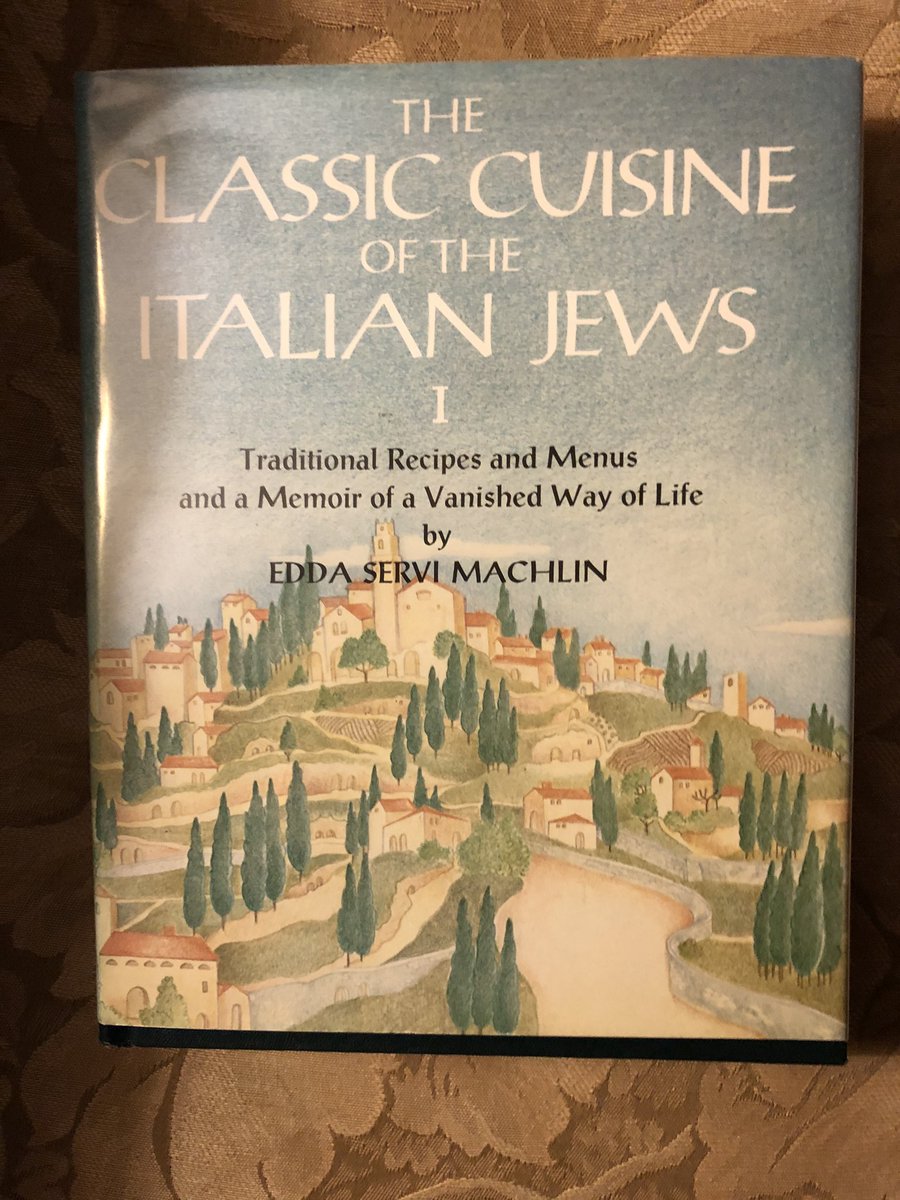 THE
CLASSIC CUISINE
OF THE
ITALIAN JEWS
I
Traditional Recipes and Menus
and a Memoir of a Vanished Way of Life
by
EDDA SERVI MACHLIN